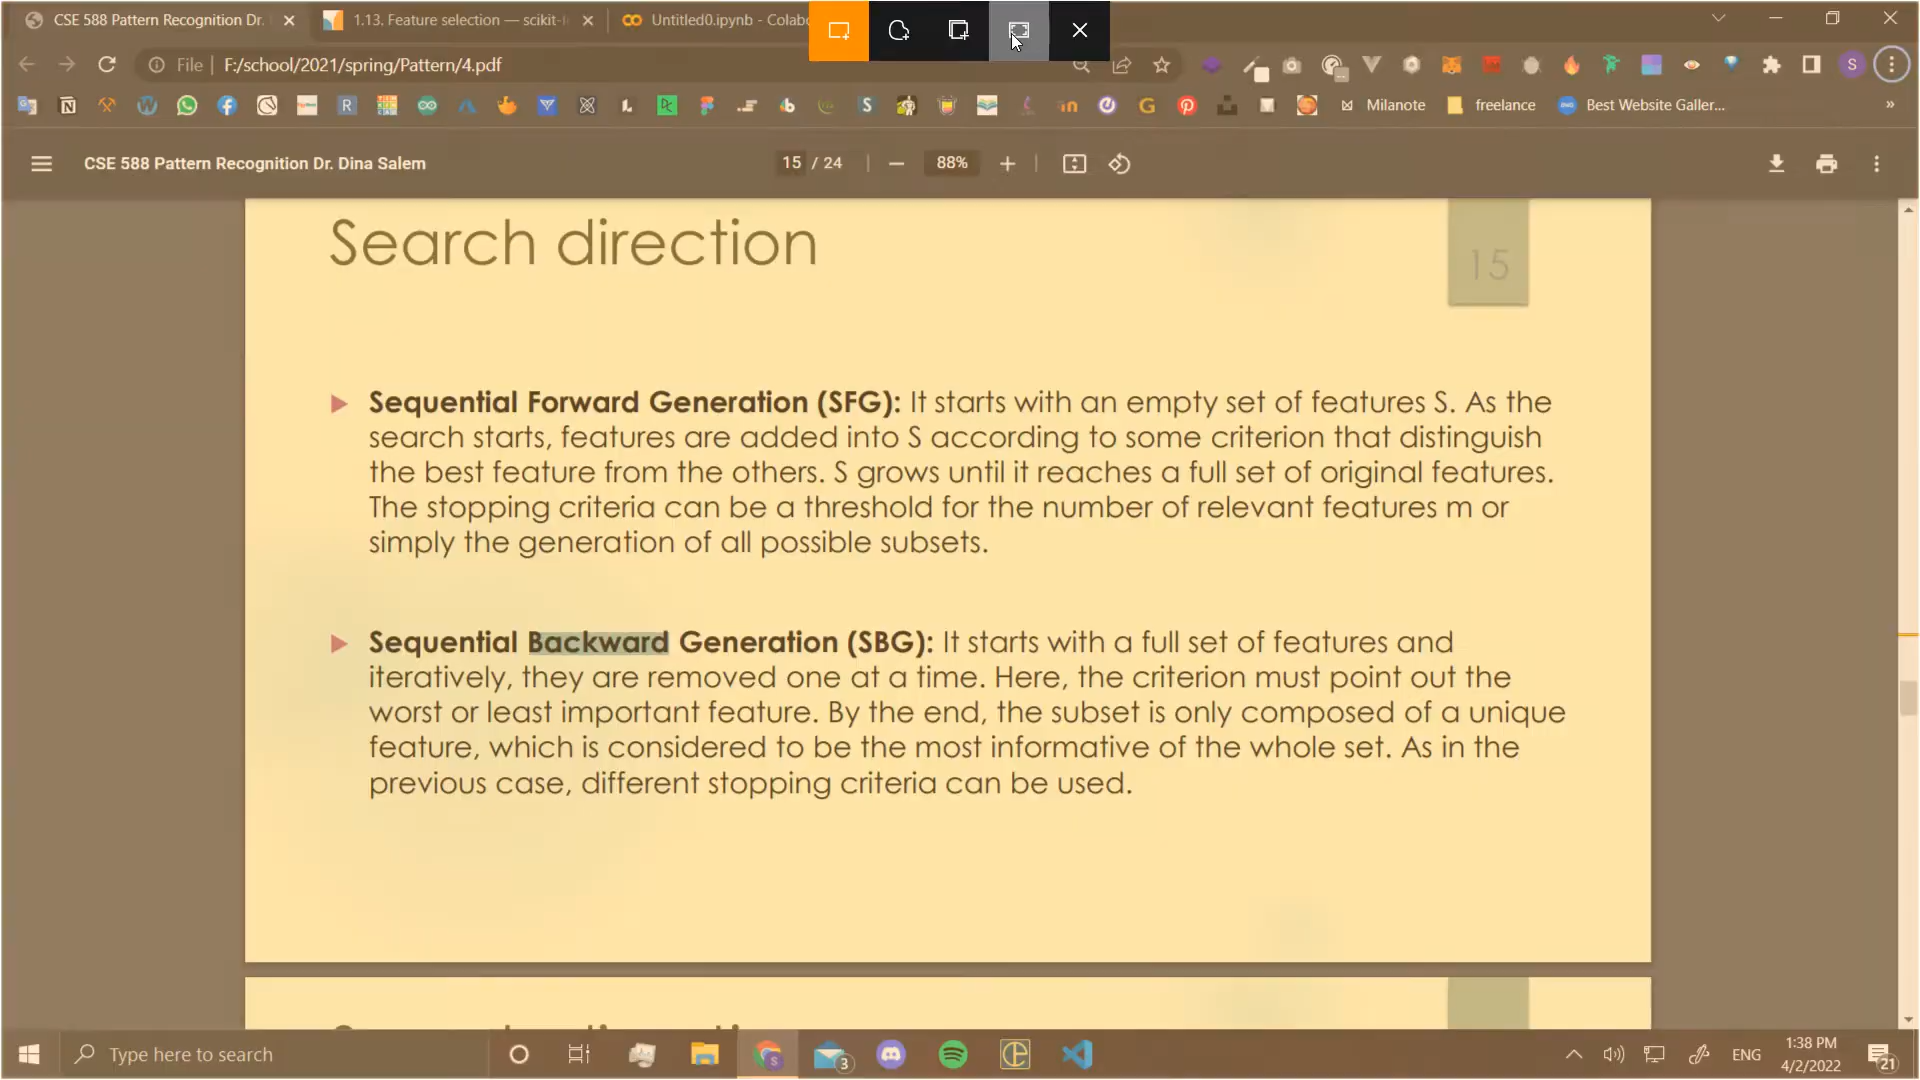 CSE 588 Pattern Recognition Dr.
1.13. Feature selection — scikit-
Untitled0.ipynb - Colab
File
F:/school/2021/spring/Pattern/4.pdf
S
Milanote
freelance
Best Website Galler...
»
CSE 588 Pattern Recognition Dr. Dina Salem
15 / 24
88%
Search direction
15
Sequential Forward Generation (SFG): It starts with an empty set of features S. As the
search starts, features are added into S according to some criterion that distinguish
the best feature from the others. S grows until it reaches a full set of original features.
The stopping criteria can be a threshold for the number of relevant features m or
simply the generation of all possible subsets.
Sequential Backward Generation (SBG): It starts with a full set of features and
iteratively, they are removed one at a time. Here, the criterion must point out the
worst or least important feature. By the end, the subset is only composed of a unique
feature, which is considered to be the most informative of the whole set. As in the
previous case, different stopping criteria can be used.
Type here to search
3
ENG
1:38 PM
4/2/2022
21